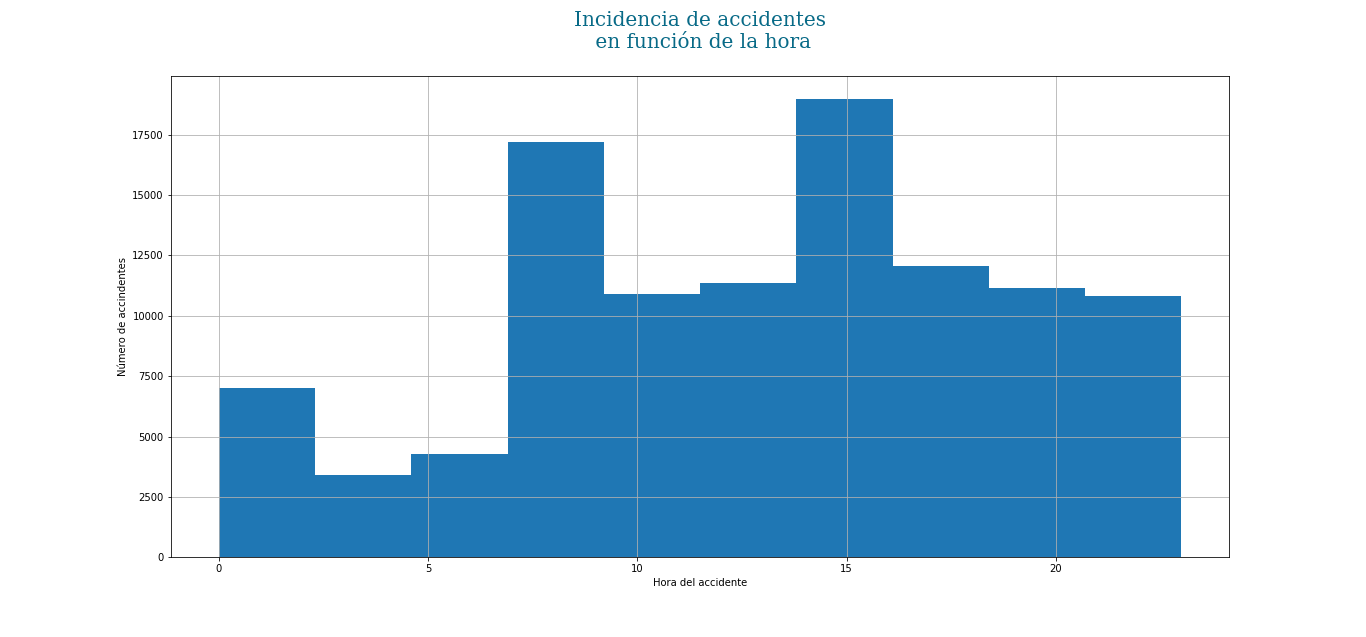 Incidencia de accidentes
en función de la hora
17500
15000
12500
10000
7500
5000
2500
0
Número de accindentes
0 5 10 15 20
Hora del accidente